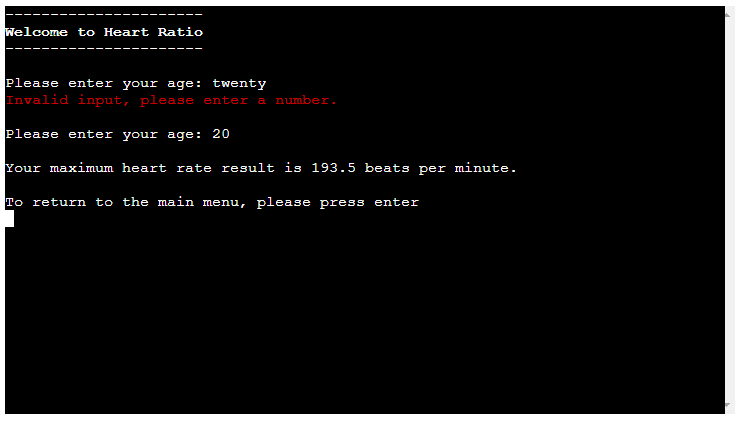 ----------------------
Welcome to Heart Ratio
----------------------
Please enter your age: twenty
Invalid input, please enter a number.
Please enter your age: 20
Your maximum heart rate result is 193.5 beats per minute.
To return to the main menu, please press enter